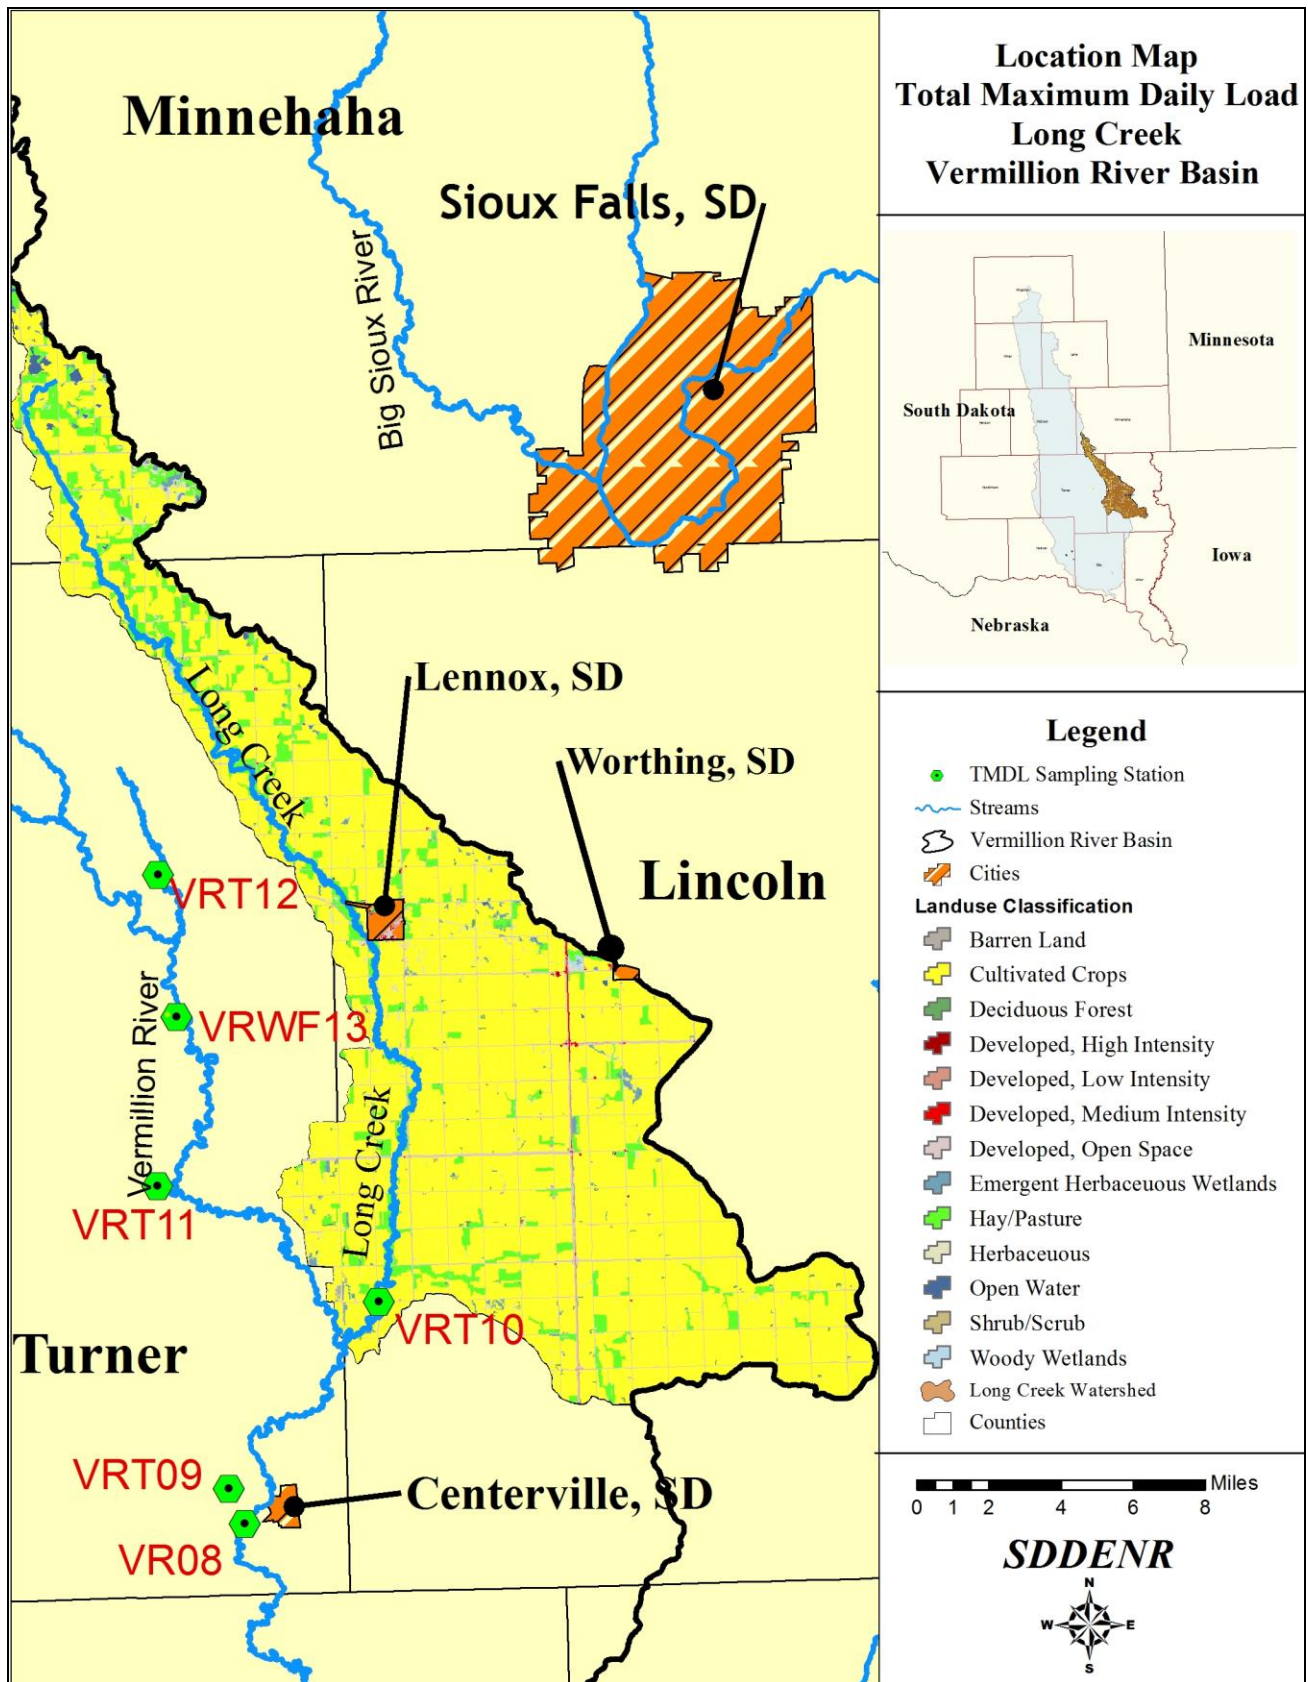 Location Map
Total Maximum Daily Load
Long Creek
Vermillion River Basin
Minnehaha
Sioux Falls, SD
Big Sioux River
Minnesota
South Dakota
Iowa
Nebraska
Long Creek
Lennox, SD
Worthing, SD
Lincoln
VRT12
VRWF13
Vermillion River
Long Creek
VRT11
VRT10
Turner
VRT09
Centerville, SD
VR08
Legend
TMDL Sampling Station
Streams
Vermillion River Basin
Cities
Landuse Classification
Barren Land
Cultivated Crops
Deciduous Forest
Developed, High Intensity
Developed, Low Intensity
Developed, Medium Intensity
Developed, Open Space
Emergent Herbaceuous Wetlands
Hay/Pasture
Herbaceuous
Open Water
Shrub/Scrub
Woody Wetlands
Long Creek Watershed
Counties
Miles
0 1 2 4 6 8
SDDENR
N
W E
S